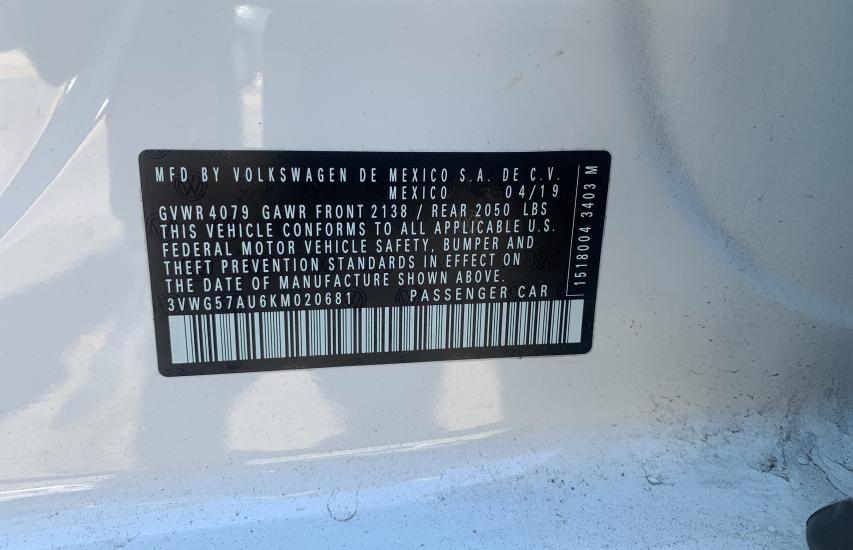 MFD BY VOLKSWAGEN DE MEXICO S.A. DE C.V.
MEXICO 04/19
GVWR 4079 GAWR FRONT 2138 / REAR 2050 LBS
THIS VEHICLE CONFORMS TO ALL APPLICABLE U.S.
FEDERAL MOTOR VEHICLE SAFETY, BUMPER AND
THEFT PREVENTION STANDARDS IN EFFECT ON
THE DATE OF MANUFACTURE SHOWN ABOVE.
3VWG57AU6KM020681 PASSENGER CAR
1518004 3403 M